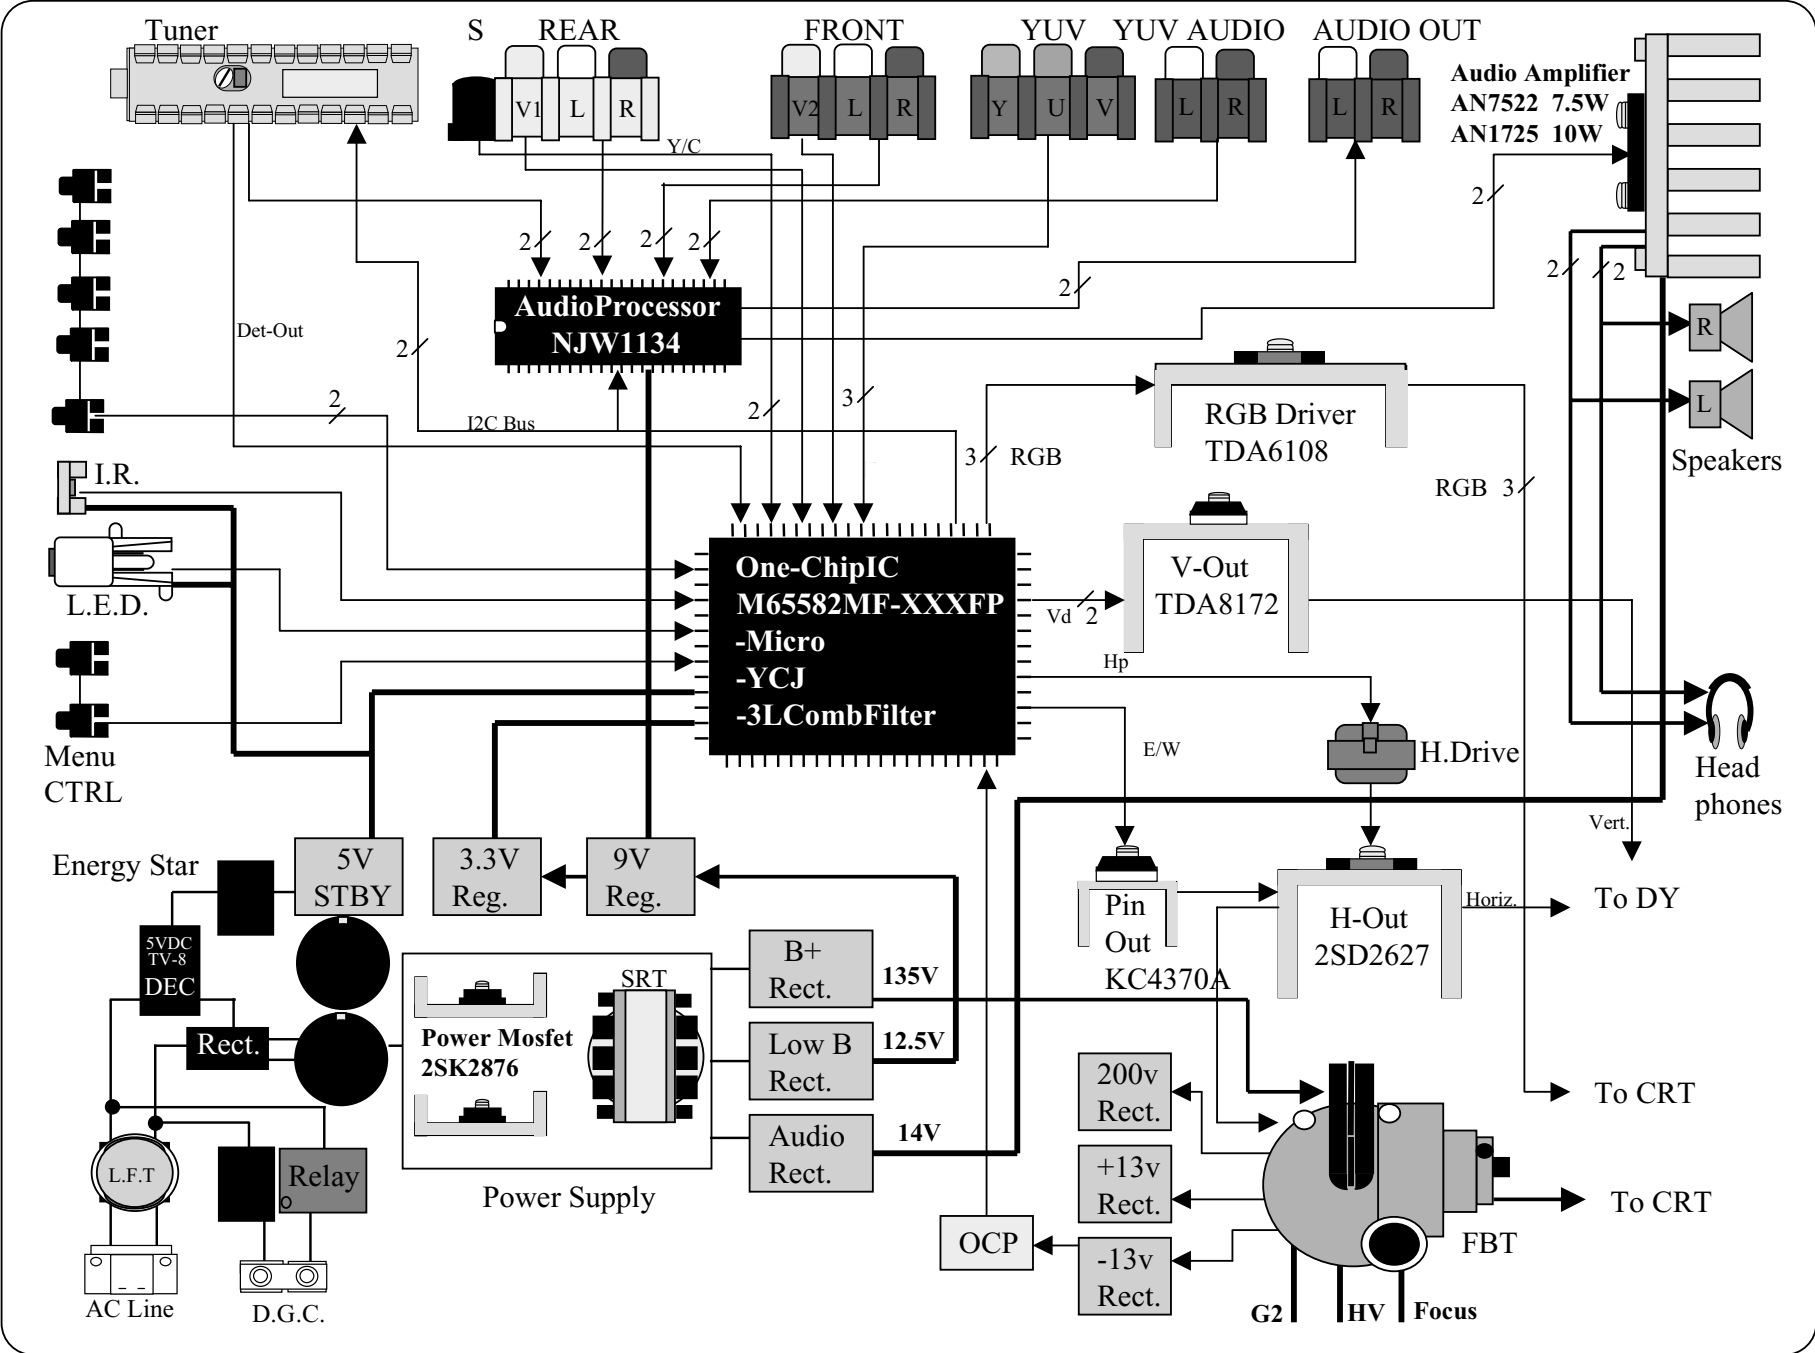 Tuner
S REAR
FRONT
YUV
YUV AUDIO
AUDIO OUT
V1 L R
V2 L R
Y U V
L R
L R
Audio Amplifier
AN7522 7.5W
AN1725 10W
Y/C
2
2
2
2
2
2
2
2
AudioProcessor
NJW1134
Det-Out
2
2
I2C Bus
2
3
3 RGB
RGB Driver
TDA6108
RGB 3
R
L
Speakers
I.R.
L.E.D.
One-ChipIC
M65582MF-XXXFP
-Micro
-YCJ
-3LCombFilter
V-Out
TDA8172
Vd 2
Hp
E/W
H.Drive
Menu
CTRL
Head
phones
Vert.
Energy Star
5V
STBY
3.3V
Reg.
9V
Reg.
Pin
Out
KC4370A
H-Out
2SD2627
Horiz.
To DY
5VDC
TV-8
DEC
Rect.
SRT
Power Mosfet
2SK2876
B+
Rect.
135V
Low B
Rect.
12.5V
Audio
Rect.
14V
200v
Rect.
+13v
Rect.
-13v
Rect.
To CRT
To CRT
L.F.T
Relay
Power Supply
OCP
FBT
AC Line
D.G.C.
G2
HV
Focus